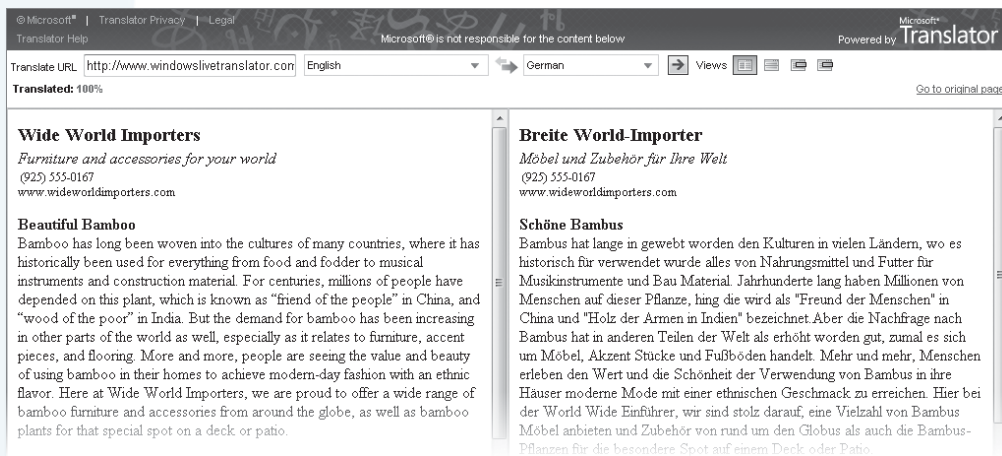 © Microsoft® | Translator Privacy | Legal
Translator Help
Microsoft® is not responsible for the content below
Powered by Microsoft® Translator
Translate URL http://www.windowslivetranslator.com English German Views
Translated: 100%
Go to original page
Wide World Importers
Furniture and accessories for your world
(925) 555-0167
www.wideworldimporters.com
Beautiful Bamboo
Bamboo has long been woven into the cultures of many countries, where it has
historically been used for everything from food and fodder to musical
instruments and construction material. For centuries, millions of people have
depended on this plant, which is known as “friend of the people” in China, and
“wood of the poor” in India. But the demand for bamboo has been increasing
in other parts of the world as well, especially as it relates to furniture, accent
pieces, and flooring. More and more, people are seeing the value and beauty
of using bamboo in their homes to achieve modern-day fashion with an ethnic
flavor. Here at Wide World Importers, we are proud to offer a wide range of
bamboo furniture and accessories from around the globe, as well as bamboo
plants for that special spot on a deck or patio.
Breite World-Importer
Möbel und Zubehör für Ihre Welt
(925) 555-0167
www.wideworldimporters.com
Schöne Bambus
Bambus hat lange in gewebt worden den Kulturen in vielen Ländern, wo es
historisch für verwendet wurde alles von Nahrungsmittel und Futter für
Musikinstrumente und Bau Material. Jahrhunderte lang haben Millionen von
Menschen auf dieser Pflanze, hing die wird als "Freund der Menschen" in
China und "Holz der Armen in Indien" bezeichnet.Aber die Nachfrage nach
Bambus hat in anderen Teilen der Welt als erhöht worden gut, zumal es sich
um Möbel, Akzent Stücke und Fußböden handelt. Mehr und mehr, Menschen
erleben den Wert und die Schönheit der Verwendung von Bambus in ihre
Häuser moderne Mode mit einer ethnischen Geschmack zu erreichen. Hier bei
der World Wide Einführer, wir sind stolz darauf, eine Vielzahl von Bambus
Möbel anbieten und Zubehör von rund um den Globus als auch die Bambus-
Pflanzen für die besondere Spot auf einem Deck oder Patio.